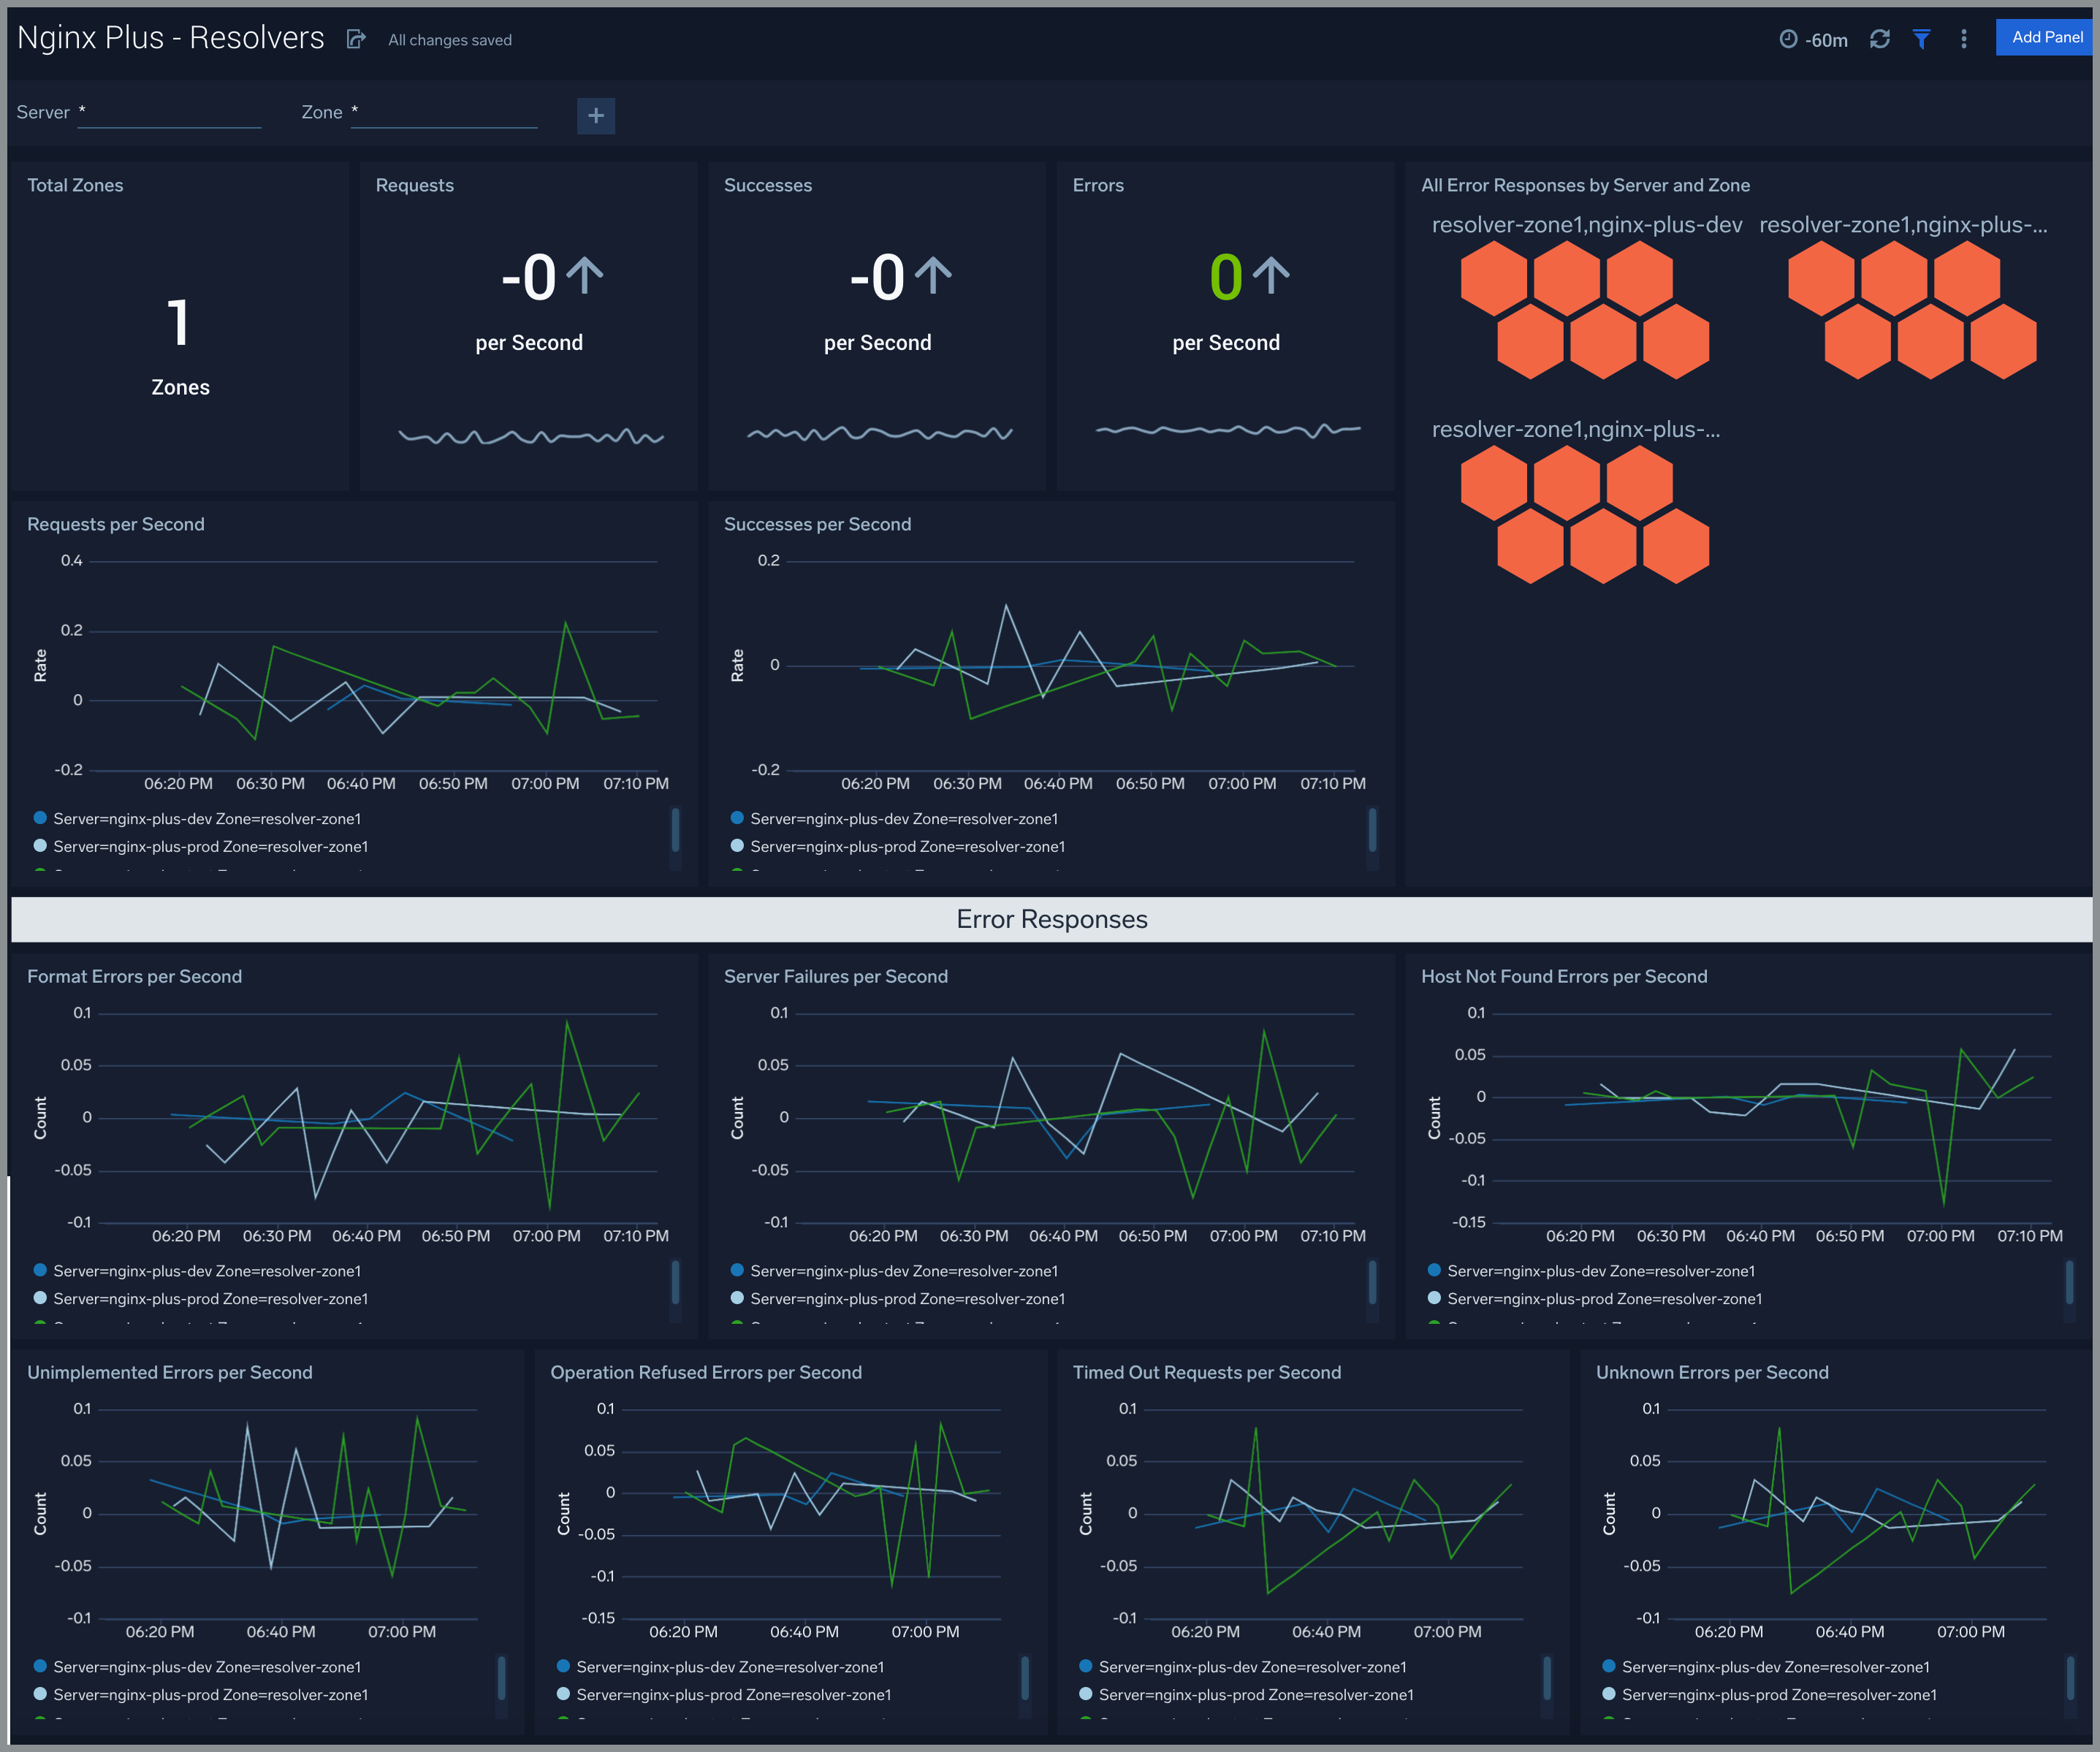 Nginx Plus - Resolvers
All changes saved
-60m
Add Panel
Server *
Zone *
+
Total Zones
1
Zones
Requests
-0
per Second
Successes
-0
per Second
Errors
0
per Second
All Error Responses by Server and Zone
resolver-zone1,nginx-plus-dev
resolver-zone1,nginx-plus-...
resolver-zone1,nginx-plus-...
Requests per Second
Rate
0.4
0.2
0
-0.2
06:20 PM 06:30 PM 06:40 PM 06:50 PM 07:00 PM 07:10 PM
Server=nginx-plus-dev Zone=resolver-zone1
Server=nginx-plus-prod Zone=resolver-zone1
Successes per Second
Rate
0.2
0
-0.2
06:20 PM 06:30 PM 06:40 PM 06:50 PM 07:00 PM 07:10 PM
Server=nginx-plus-dev Zone=resolver-zone1
Server=nginx-plus-prod Zone=resolver-zone1
Error Responses
Format Errors per Second
Count
0.1
0.05
0
-0.05
-0.1
06:20 PM 06:30 PM 06:40 PM 06:50 PM 07:00 PM 07:10 PM
Server=nginx-plus-dev Zone=resolver-zone1
Server=nginx-plus-prod Zone=resolver-zone1
Server Failures per Second
Count
0.1
0.05
0
-0.05
-0.1
06:20 PM 06:30 PM 06:40 PM 06:50 PM 07:00 PM 07:10 PM
Server=nginx-plus-dev Zone=resolver-zone1
Server=nginx-plus-prod Zone=resolver-zone1
Host Not Found Errors per Second
Count
0.1
0.05
0
-0.05
-0.1
-0.15
06:20 PM 06:30 PM 06:40 PM 06:50 PM 07:00 PM 07:10 PM
Server=nginx-plus-dev Zone=resolver-zone1
Server=nginx-plus-prod Zone=resolver-zone1
Unimplemented Errors per Second
Count
0.1
0.05
0
-0.05
-0.1
06:20 PM 06:40 PM 07:00 PM
Server=nginx-plus-dev Zone=resolver-zone1
Server=nginx-plus-prod Zone=resolver-zone1
Operation Refused Errors per Second
Count
0.1
0.05
0
-0.05
-0.1
-0.15
06:20 PM 06:40 PM 07:00 PM
Server=nginx-plus-dev Zone=resolver-zone1
Server=nginx-plus-prod Zone=resolver-zone1
Timed Out Requests per Second
Count
0.1
0.05
0
-0.05
-0.1
06:20 PM 06:40 PM 07:00 PM
Server=nginx-plus-dev Zone=resolver-zone1
Server=nginx-plus-prod Zone=resolver-zone1
Unknown Errors per Second
Count
0.1
0.05
0
-0.05
-0.1
06:20 PM 06:40 PM 07:00 PM
Server=nginx-plus-dev Zone=resolver-zone1
Server=nginx-plus-prod Zone=resolver-zone1